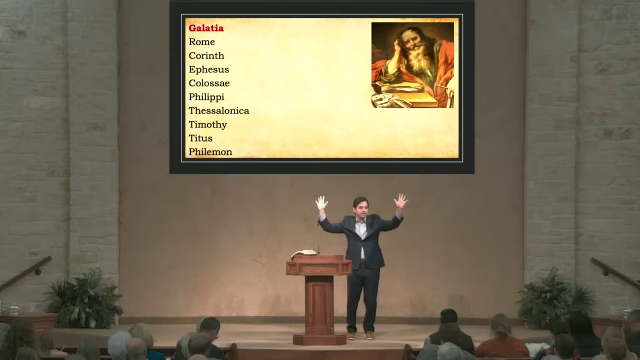 Galatia
Rome
Corinth
Ephesus
Colossae
Philippi
Thessalonica
Timothy
Titus
Philemon